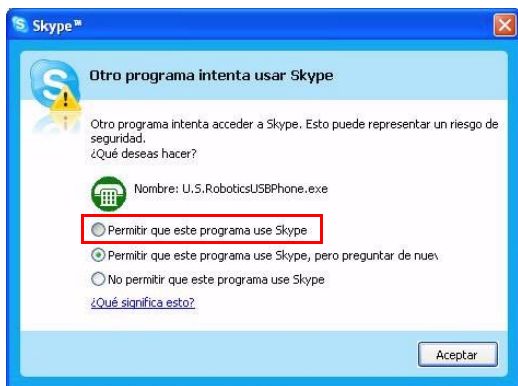 Skype™
Otro programa intenta usar Skype
Otro programa intenta acceder a Skype. Esto puede representar un riesgo de
seguridad.
¿Qué deseas hacer?
Nombre: U.S.RoboticsUSBPhone.exe
Permitir que este programa use Skype
Permitir que este programa use Skype, pero preguntar de nuev
No permitir que este programa use Skype
¿Qué significa esto?
Aceptar